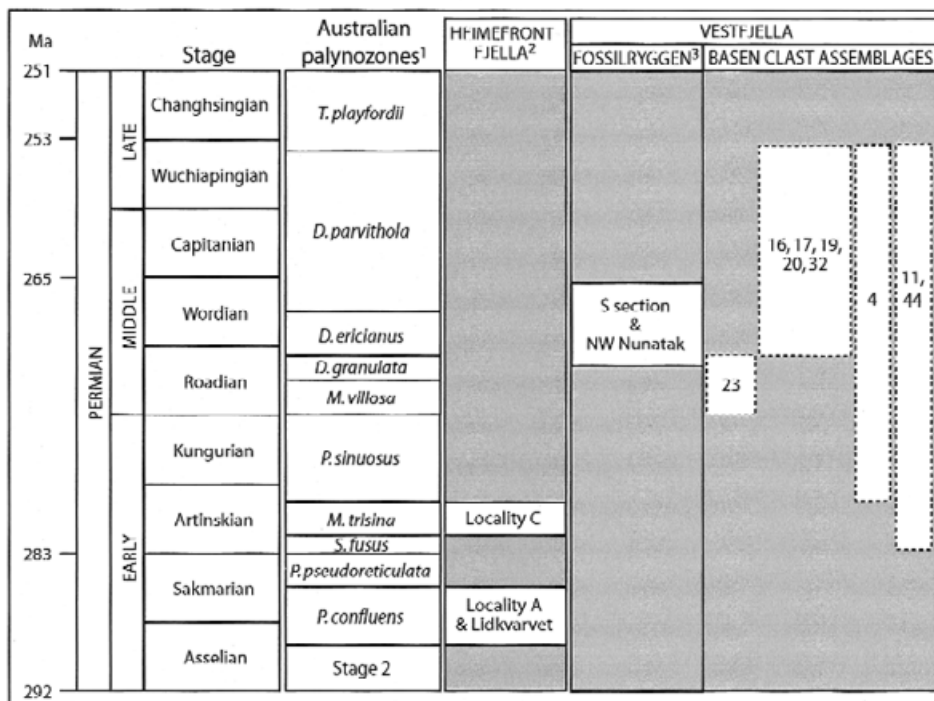 Ma
Stage
Australian
palynozones¹
HEIMEFRONT
FJELLA²
VESTFJELLA
FOSSILRYGGEN³
BASEN CLAST ASSEMBLAGES
251
253
265
283
292
PERMIAN
LATE
MIDDLE
EARLY
Changhsingian
Wuchiapingian
Capitanian
Wordian
Roadian
Kungurian
Artinskian
Sakmarian
Asselian
T. playfordii
D. parvithola
D. ericianus
D. granulata
M. villosa
P. sinuosus
M. trisina
S. fusus
P. pseudoreticulata
P. confluens
Stage 2
Locality C
Locality A
& Lidkvarvet
S section
&
NW Nunatak
23
16, 17, 19,
20, 32
4
11,
44